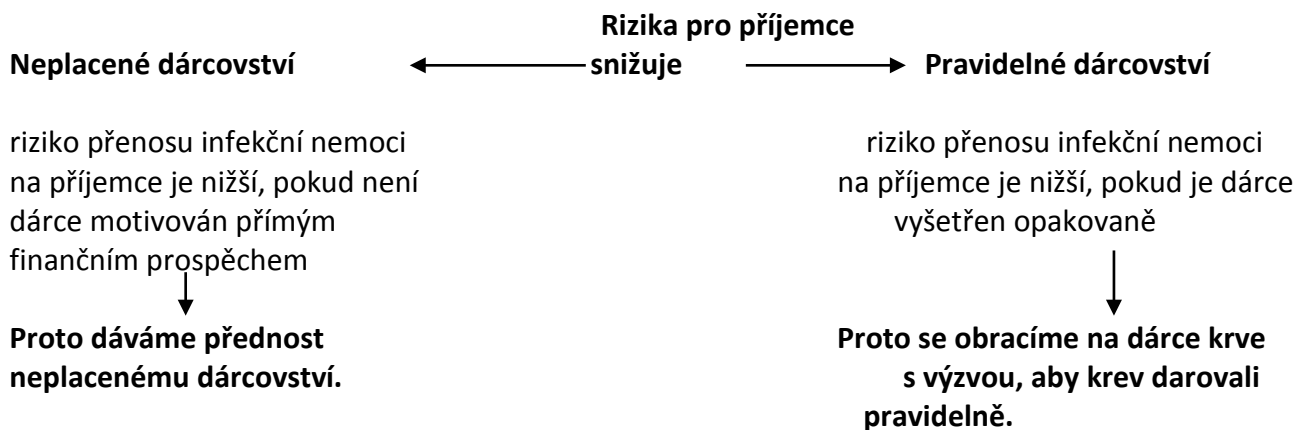 Rizika pro příjemce
Neplacené dárcovství snižuje Pravidelné dárcovství
riziko přenosu infekční nemoci
na příjemce je nižší, pokud není
dárce motivován přímým
finančním prospěchem
Proto dáváme přednost
neplacenému dárcovství.
riziko přenosu infekční nemoci
na příjemce je nižší, pokud je dárce
vyšetřen opakovaně
Proto se obracíme na dárce krve
s výzvou, aby krev darovali
pravidelně.